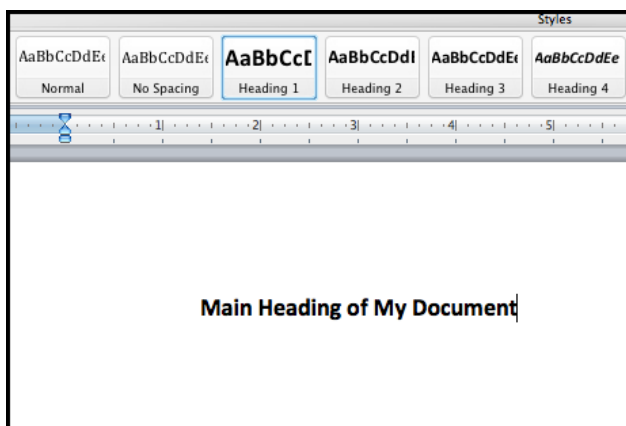 Styles
AaBbCcDdEe AaBbCcDdEe AaBbCcD AaBbCcDdE AaBbCcDdEe AaBbCcDdEe
Normal No Spacing Heading 1 Heading 2 Heading 3 Heading 4
1 2 3 4 5
Main Heading of My Document